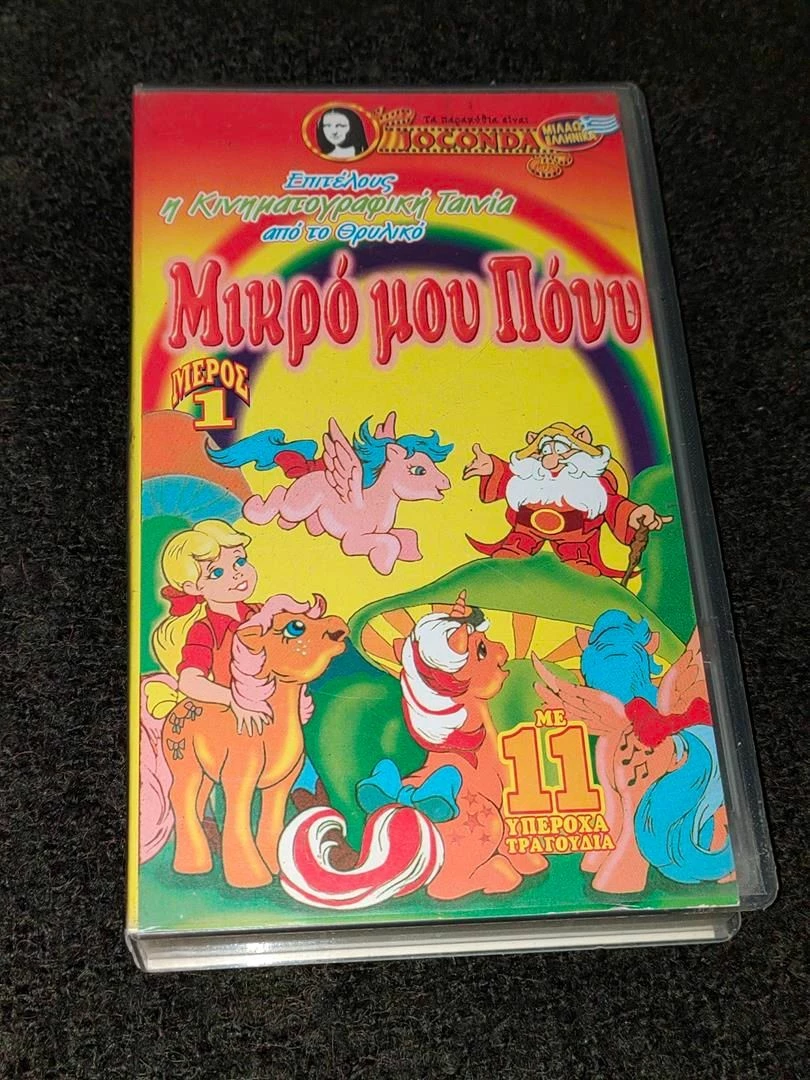 τα παραμύθια είναι
JOCONDA
ΜΙΛΑΩ
ΕΛΛΗΝΙΚΑ
Επιτέλους
η Κινηματογραφική Ταινία
από το Θρυλικό
Μικρό μου Πόνυ
ΜΕΡΟΣ
1
ΜΕ
11
ΥΠΕΡΟΧΑ
ΤΡΑΓΟΥΔΙΑ